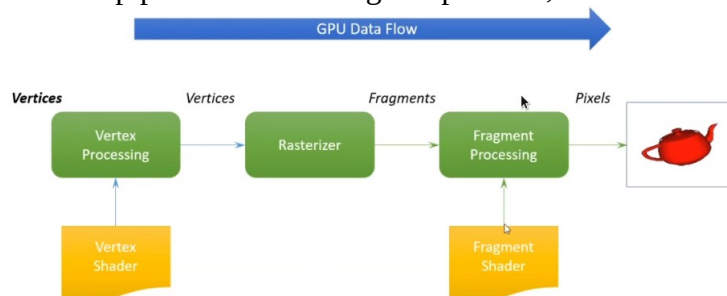 GPU Data Flow
Vertices
Vertices
Fragments
Pixels
Vertex
Processing
Rasterizer
Fragment
Processing
Vertex
Shader
Fragment
Shader